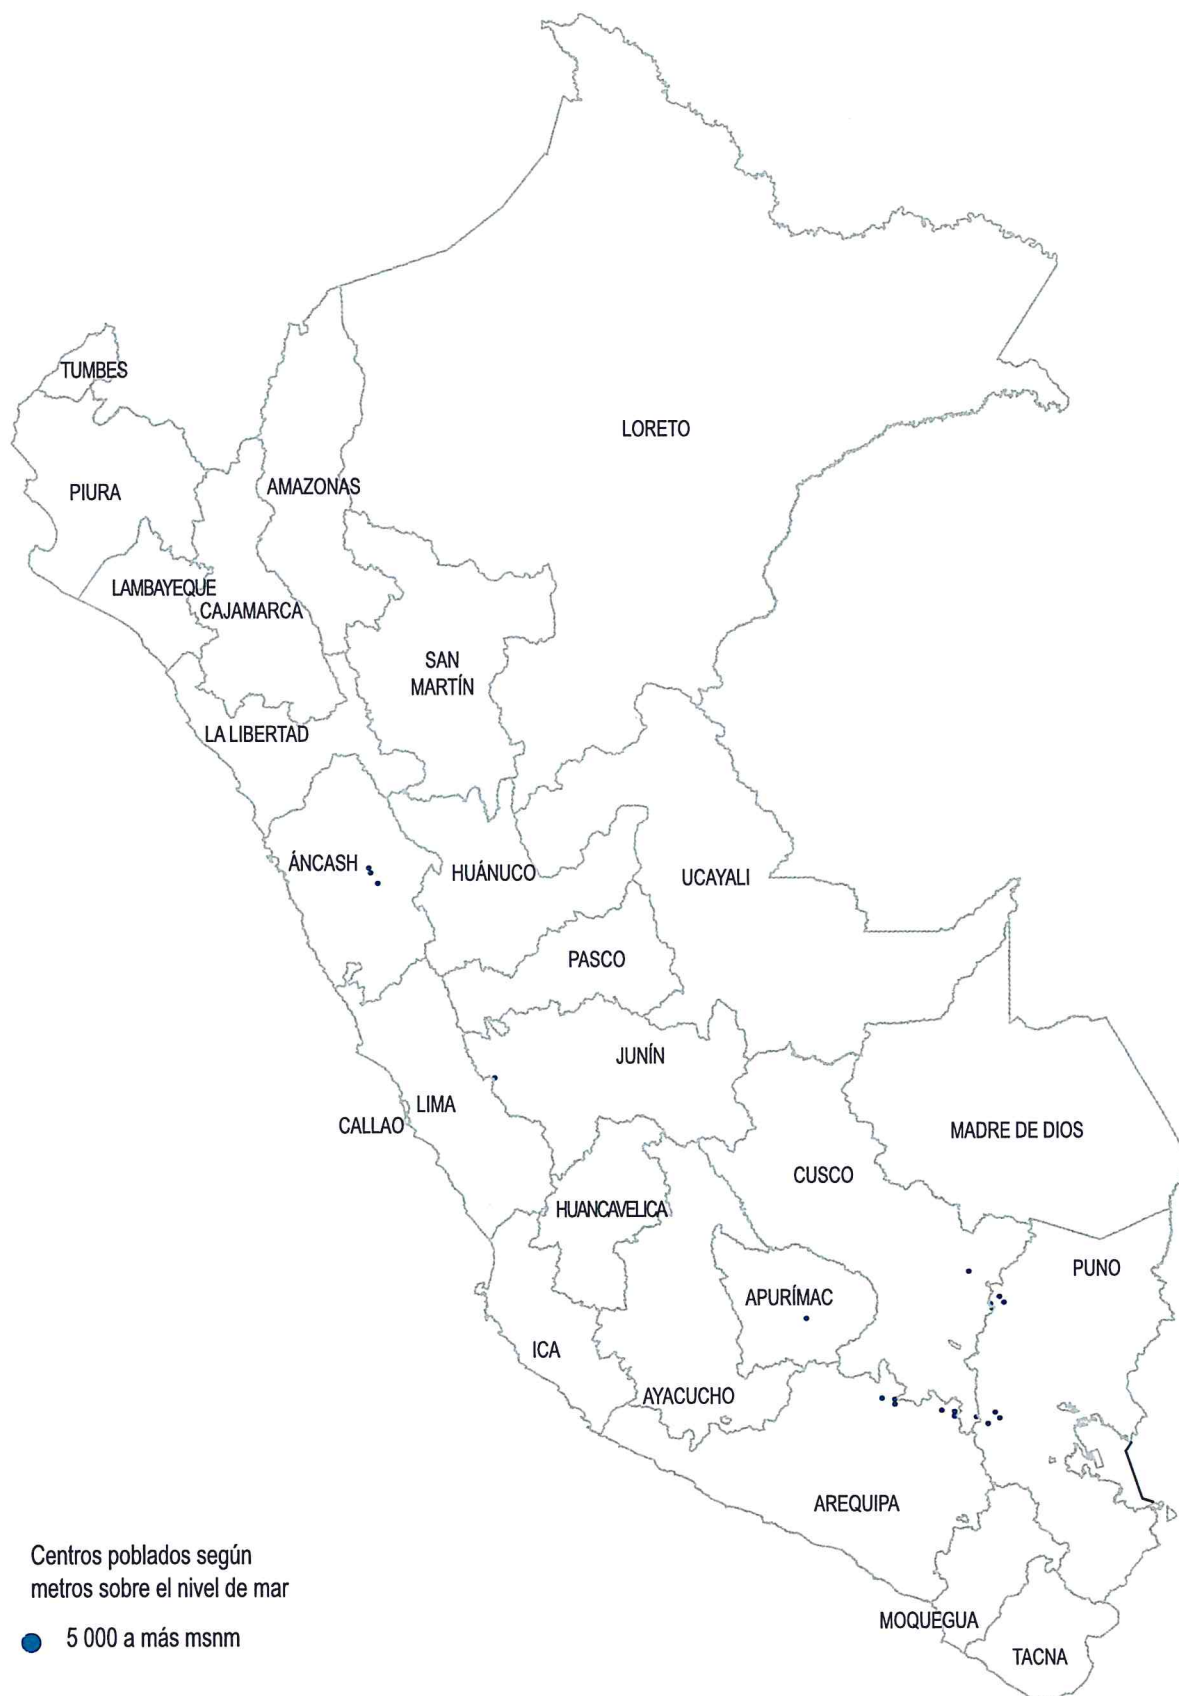 TUMBES
LORETO
PIURA
AMAZONAS
LAMBAYEQUE
CAJAMARCA
SAN
MARTÍN
LA LIBERTAD
ÁNCASH
HUÁNUCO
UCAYALI
PASCO
JUNÍN
LIMA
CALLAO
MADRE DE DIOS
CUSCO
HUANCAVELICA
PUNO
APURÍMAC
ICA
AYACUCHO
AREQUIPA
MOQUEGUA
TACNA
Centros poblados según
metros sobre el nivel de mar
5 000 a más msnm